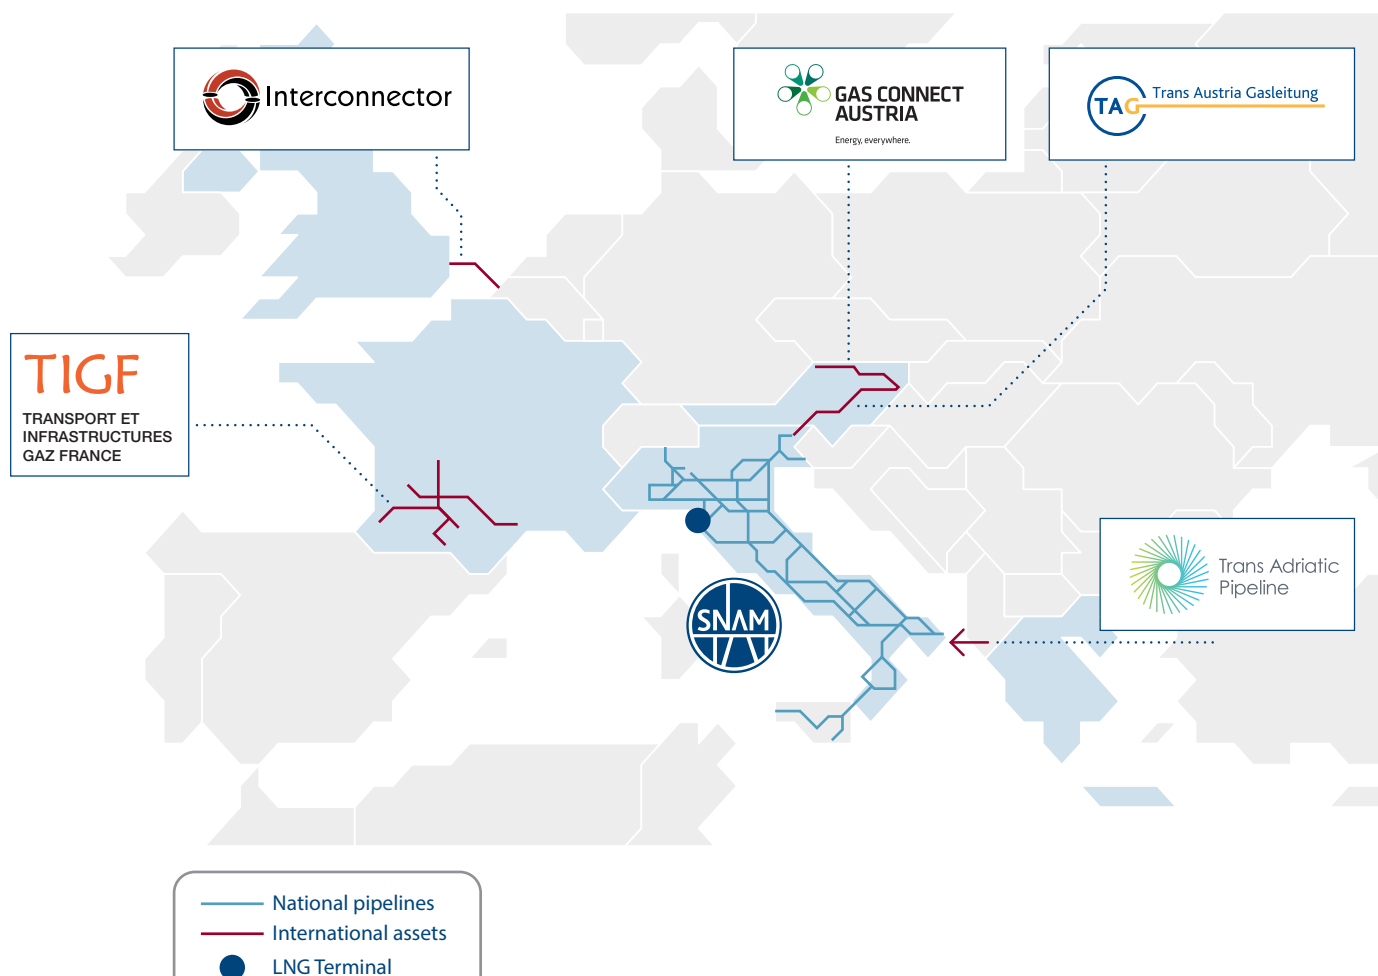 Interconnector
GAS CONNECT
AUSTRIA
Energy, everywhere.
TAG
Trans Austria Gasleitung
TIGF
TRANSPORT ET
INFRASTRUCTURES
GAZ FRANCE
Trans Adriatic
Pipeline
SNAM
National pipelines
International assets
LNG Terminal